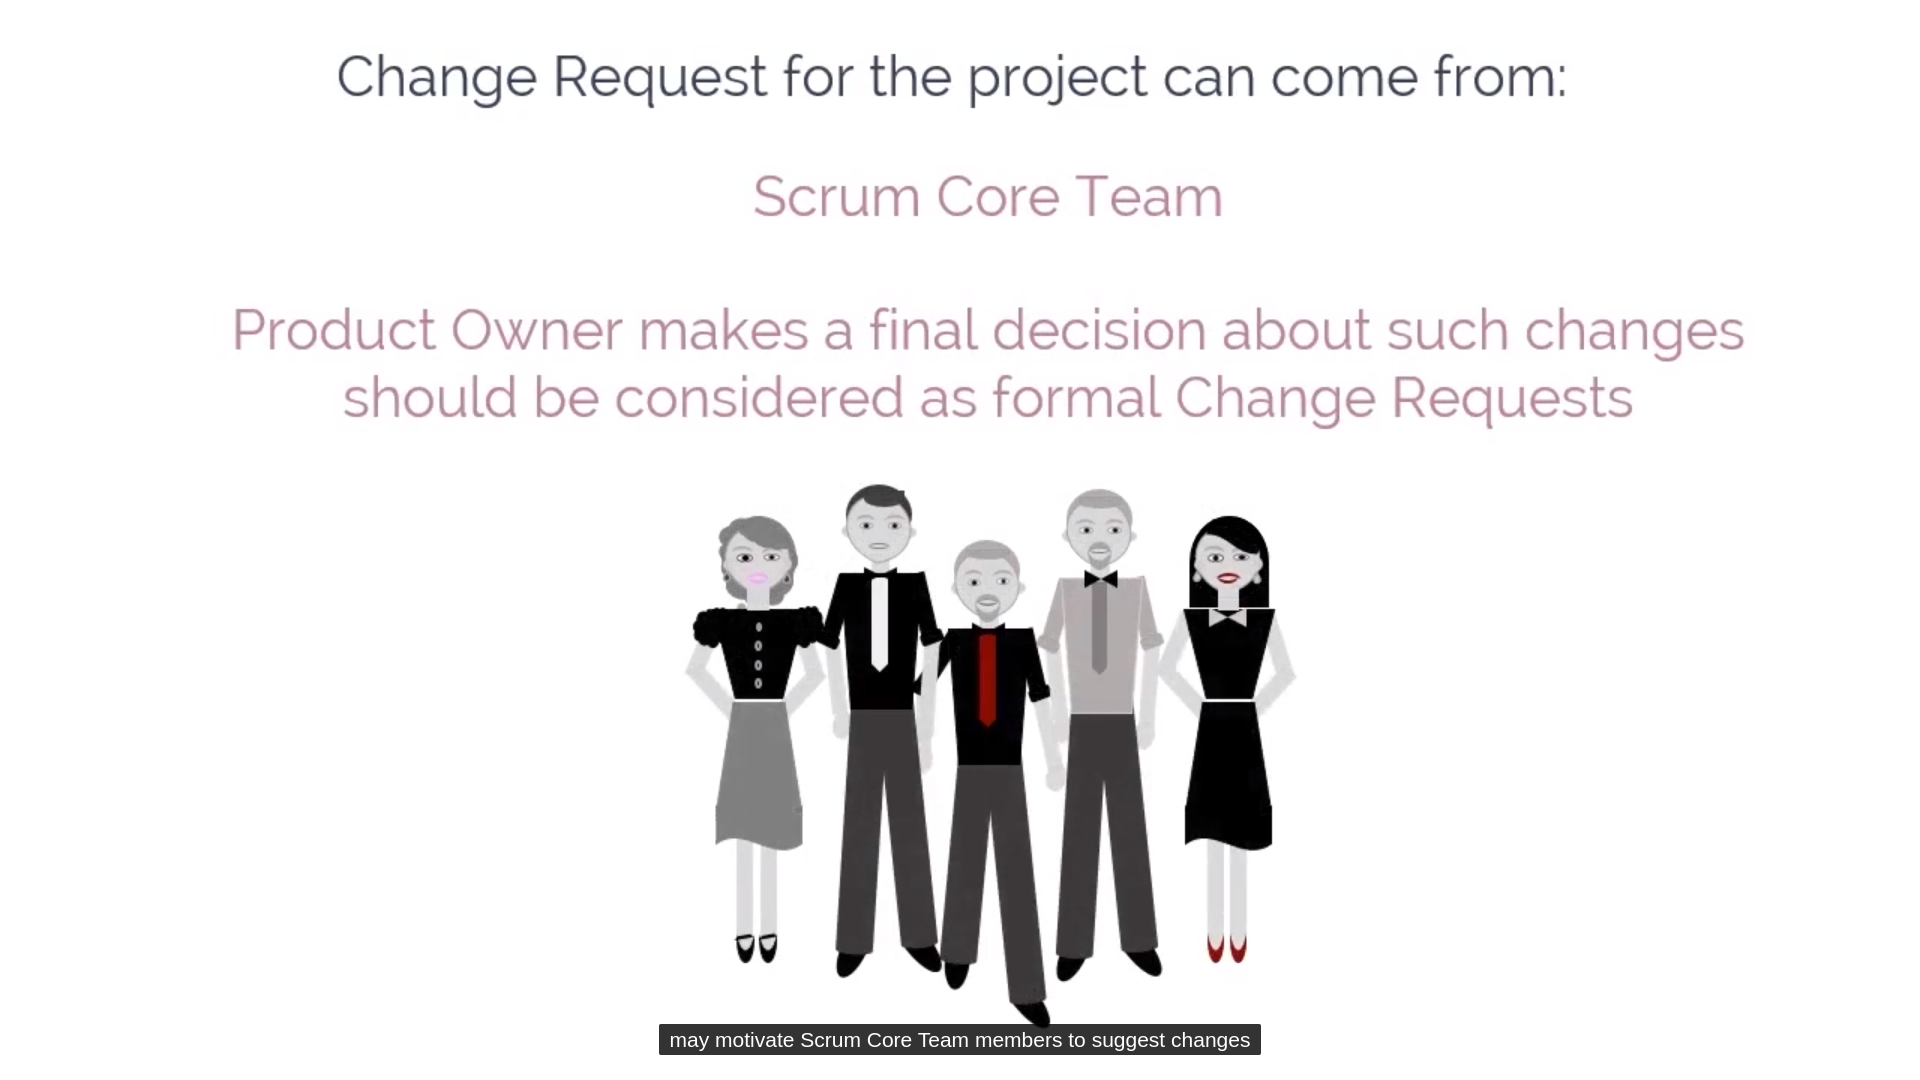 Change Request for the project can come from:
Scrum Core Team
Product Owner makes a final decision about such changes
should be considered as formal Change Requests
may motivate Scrum Core Team members to suggest changes